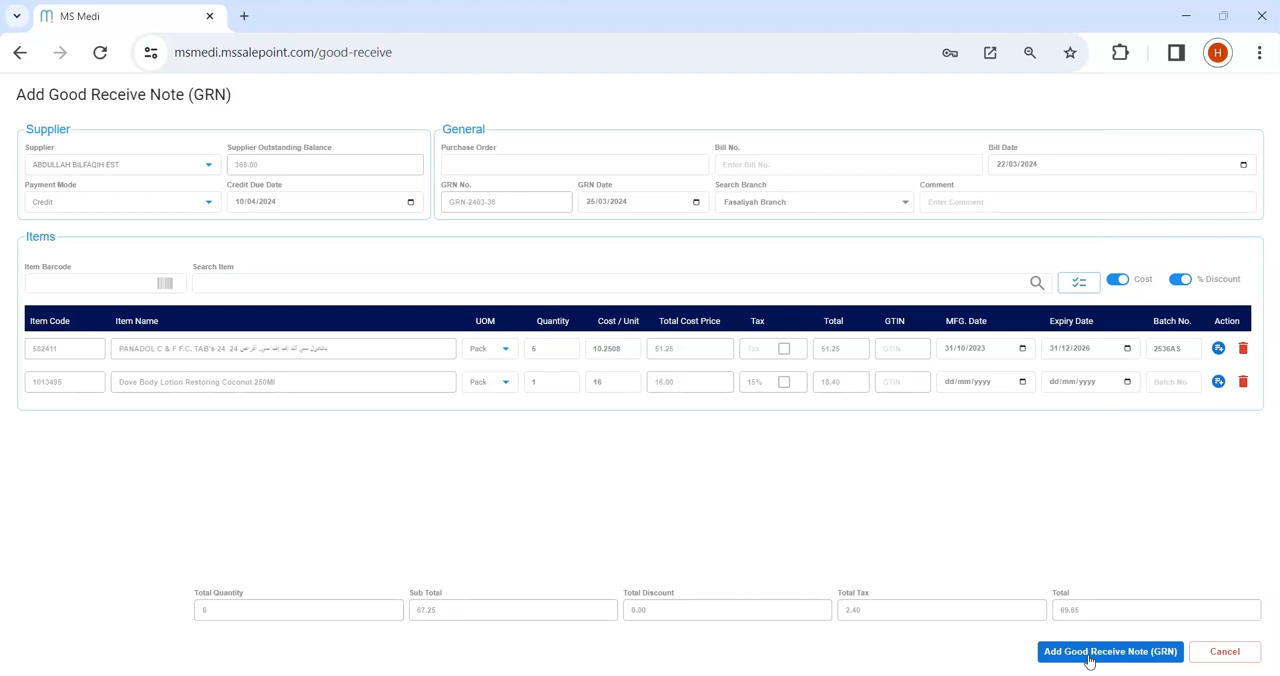 MS Medi
msmedi.mssalepoint.com/good-receive
H
Add Good Receive Note (GRN)
Supplier
General
Supplier
Supplier Outstanding Balance
Purchase Order
Bill No.
Bill Date
ABDULLAH BILFAQIH EST
368.00
Enter Bill No.
22/03/2024
Payment Mode
Credit Due Date
GRN No.
GRN Date
Search Branch
Comment
Credit
10/04/2024
GRN-2403-38
25/03/2024
Fasaliyah Branch
Enter Comment
Items
Item Barcode
Search Item
Cost
% Discount
Item Code Item Name UOM Quantity Cost / Unit Total Cost Price Tax Total GTIN MFG. Date Expiry Date Batch No. Action
582411 PANADOL C & F F.C. TAB's 24 Pack 5 10.2508 51.25 Tax 51.25 GTIN 31/10/2023 31/12/2026 2536AS
1013495 Dove Body Lotion Restoring Coconut 250Ml Pack 1 16 16.00 15% 18.40 GTIN dd/mm/yyyy dd/mm/yyyy Batch No.
Total Quantity
Sub Total
Total Discount
Total Tax
Total
6
67.25
0.00
2.40
69.65
Add Good Receive Note (GRN)
Cancel